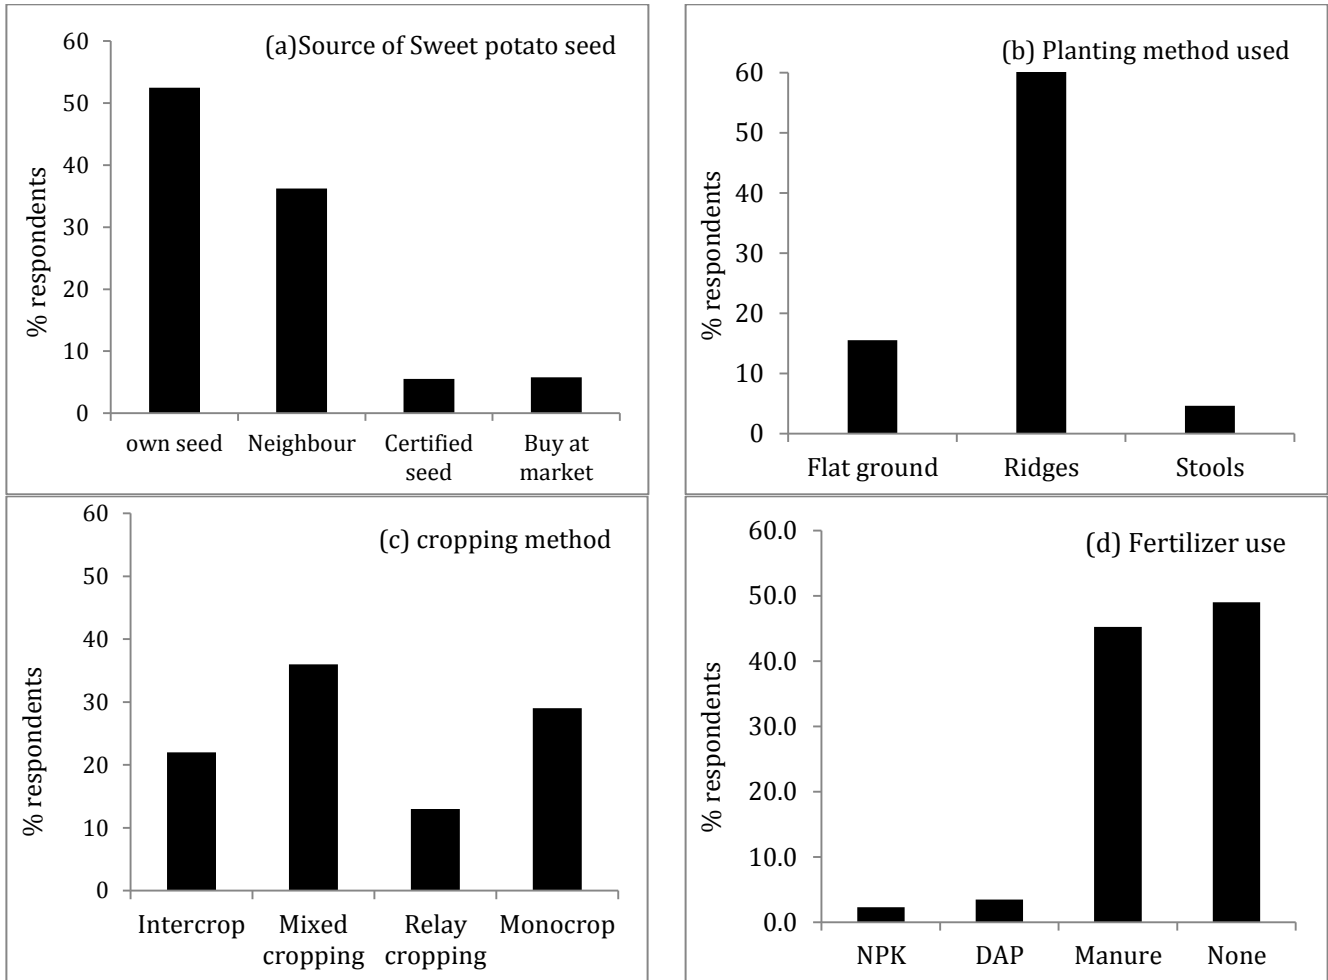 (a)Source of Sweet potato seed
60
50
40
30
20
10
0
% respondents
own seed
Neighbour
Certified
seed
Buy at
market
(b) Planting method used
60
50
40
30
20
10
0
% respondents
Flat ground
Ridges
Stools
(c) cropping method
60
50
40
30
20
10
0
% respondents
Intercrop
Mixed
cropping
Relay
cropping
Monocrop
(d) Fertilizer use
60.0
50.0
40.0
30.0
20.0
10.0
0.0
% respondents
NPK
DAP
Manure
None